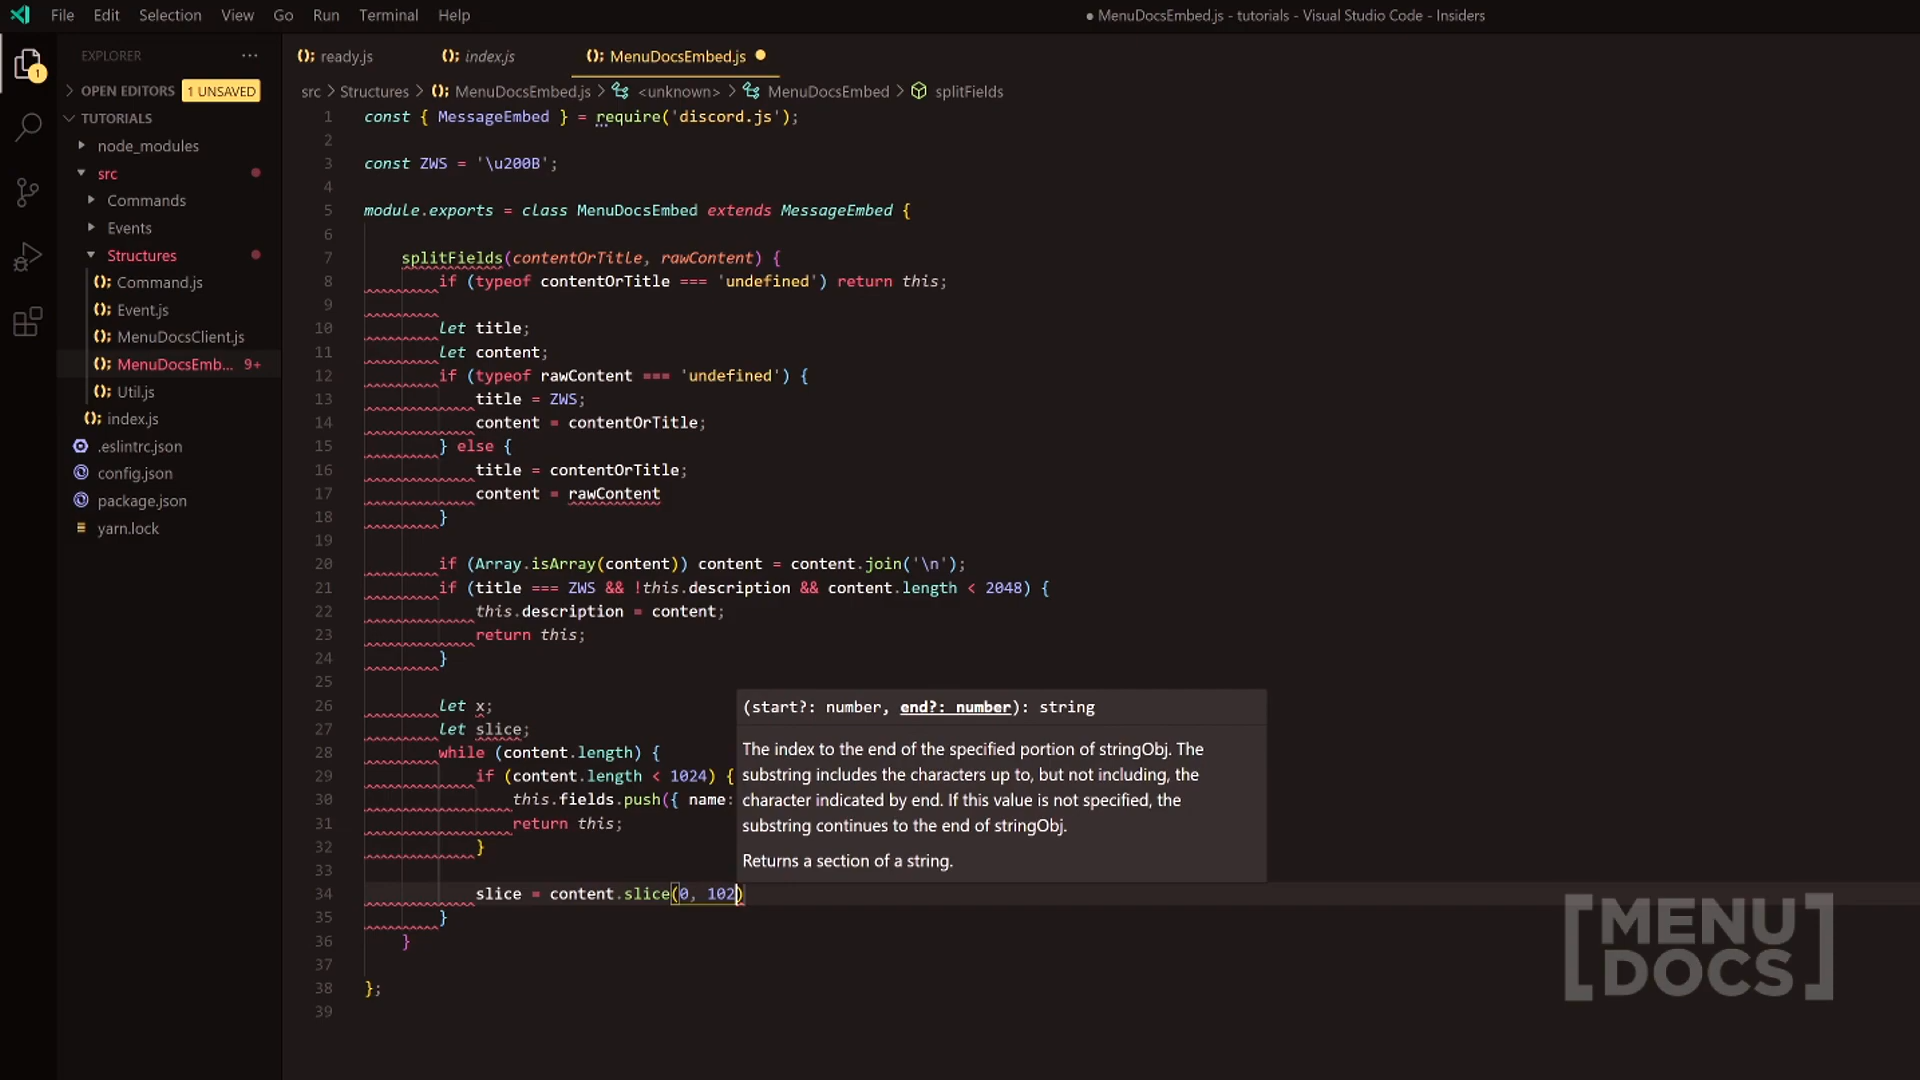 File Edit Selection View Go Run Terminal Help
● MenuDocsEmbed.js - tutorials - Visual Studio Code - Insiders
EXPLORER ···
ready.js index.js MenuDocsEmbed.js
OPEN EDITORS 1 UNSAVED
src > Structures > MenuDocsEmbed.js > <unknown> > MenuDocsEmbed > splitFields
1
TUTORIALS
node_modules
src
Commands
Events
Structures
Command.js
Event.js
MenuDocsClient.js
MenuDocsEmb... 9+
Util.js
index.js
.eslintrc.json
config.json
package.json
yarn.lock
1 const { MessageEmbed } = require('discord.js');
2
3 const ZWS = '\u200B';
4
5 module.exports = class MenuDocsEmbed extends MessageEmbed {
6
7 splitFields(contentOrTitle, rawContent) {
8 if (typeof contentOrTitle === 'undefined') return this;
9
10 let title;
11 let content;
12 if (typeof rawContent === 'undefined') {
13 title = ZWS;
14 content = contentOrTitle;
15 } else {
16 title = contentOrTitle;
17 content = rawContent
18 }
19
20 if (Array.isArray(content)) content = content.join('\n');
21 if (title === ZWS && !this.description && content.length < 2048) {
22 this.description = content;
23 return this;
24 }
25
26 let x;
27 let slice;
28 while (content.length) {
29 if (content.length < 1024) {
30 this.fields.push({ name:
31 return this;
32 }
33
34 slice = content.slice(0, 102)
35 }
36 }
37
38 };
39
(start?: number, end?: number): string
The index to the end of the specified portion of stringObj. The
substring includes the characters up to, but not including, the
character indicated by end. If this value is not specified, the
substring continues to the end of stringObj.
Returns a section of a string.
[MENU
DOCS]